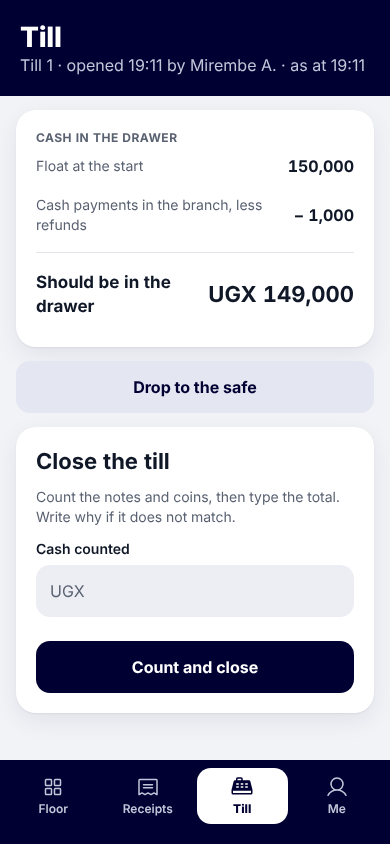 Till
Till 1 · opened 19:11 by Mirembe A. · as at 19:11
CASH IN THE DRAWER
Float at the start 150,000
Cash payments in the branch, less
refunds – 1,000
Should be in the
drawer UGX 149,000
Drop to the safe
Close the till
Count the notes and coins, then type the total.
Write why if it does not match.
Cash counted
UGX
Count and close
Floor Receipts Till Me